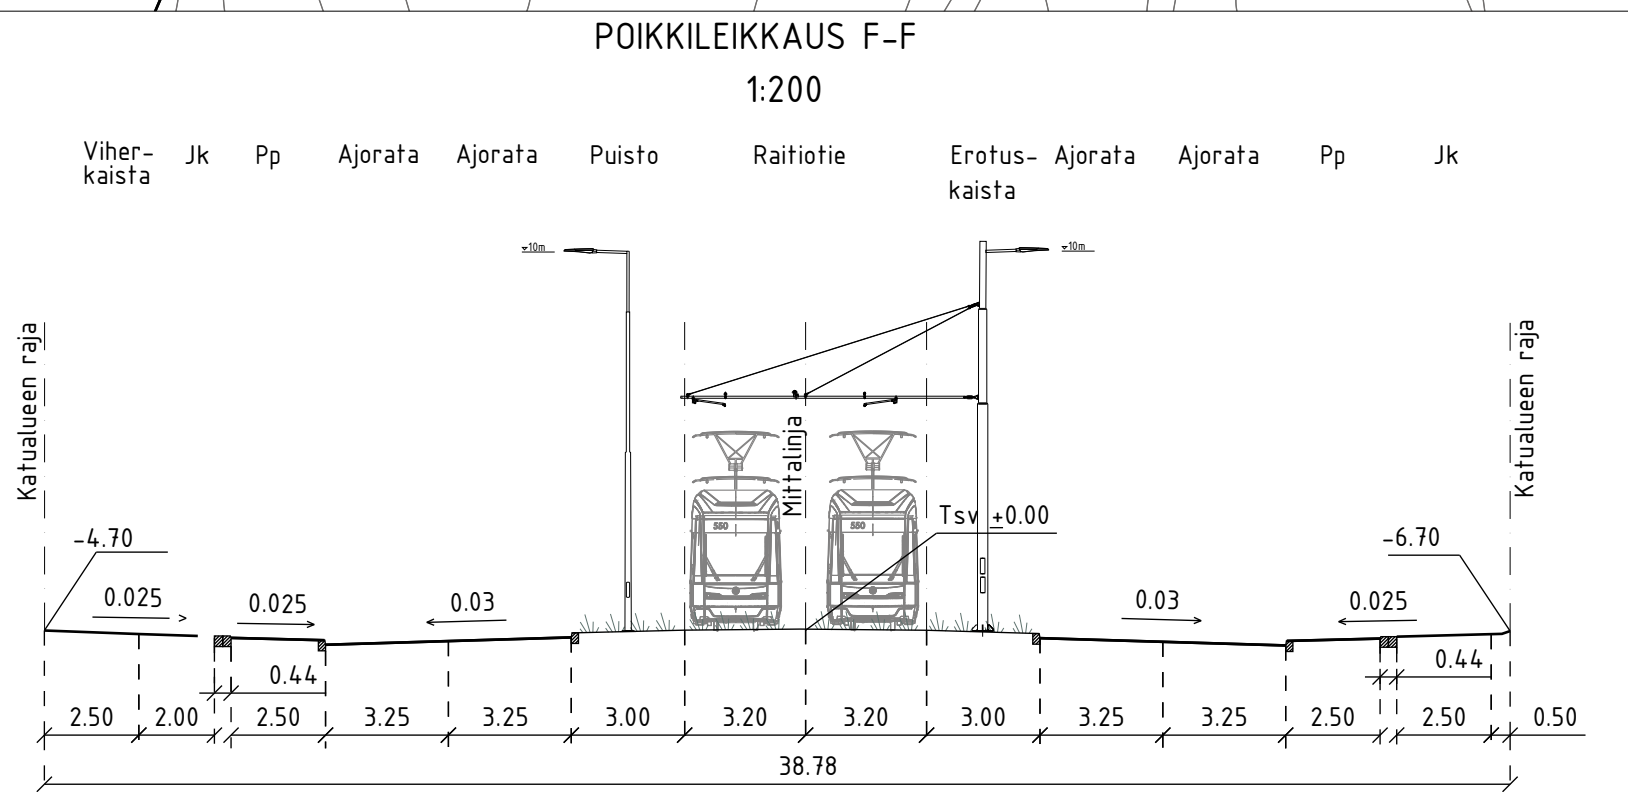 POIKKILEIKKAUS F-F
1:200
Viher-
kaista
Jk
Pp
Ajorata
Ajorata
Puisto
Raitiotie
Erotus-
kaista
Ajorata
Ajorata
Pp
Jk
10m
10m
Katualueen raja
Mittalinja
Katualueen raja
550
550
Tsv ±0.00
-4.70
-6.70
0.025
0.025
0.03
0.03
0.025
0.44
0.44
2.50
2.00
2.50
3.25
3.25
3.00
3.20
3.20
3.00
3.25
3.25
2.50
2.50
0.50
38.78